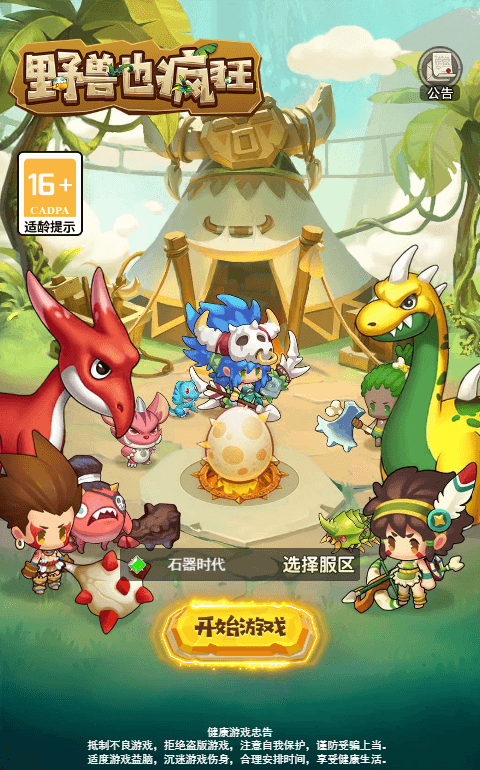 野兽也疯狂
公告
16+
CADPA
适龄提示
石器时代
选择服区
开始游戏
健康游戏忠告
抵制不良游戏，拒绝盗版游戏，注意自我保护，谨防受骗上当。
适度游戏益脑，沉迷游戏伤身，合理安排时间，享受健康生活。